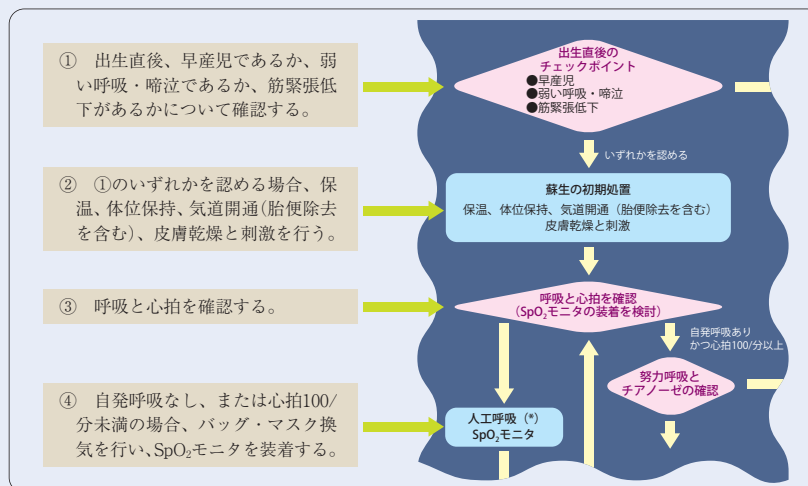 ① 出生直後、早産児であるか、弱
い呼吸・啼泣であるか、筋緊張低
下があるかについて確認する。
出生直後の
チェックポイント
●早産児
●弱い呼吸・啼泣
●筋緊張低下
いずれかを認める
② ①のいずれかを認める場合、保
温、体位保持、気道開通(胎便除去
を含む)、皮膚乾燥と刺激を行う。
蘇生の初期処置
保温、体位保持、気道開通（胎便除去を含む）
皮膚乾燥と刺激
③ 呼吸と心拍を確認する。
呼吸と心拍を確認
（SpO₂モニタの装着を検討）
自発呼吸あり
かつ心拍100/分以上
努力呼吸と
チアノーゼの確認
④ 自発呼吸なし、または心拍100/
分未満の場合、バッグ・マスク換
気を行い、SpO₂モニタを装着する。
人工呼吸（*）
SpO₂モニタ